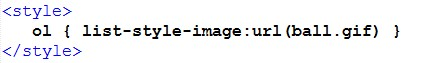 <style>
ol { list-style-image:url(ball.gif) }
</style>